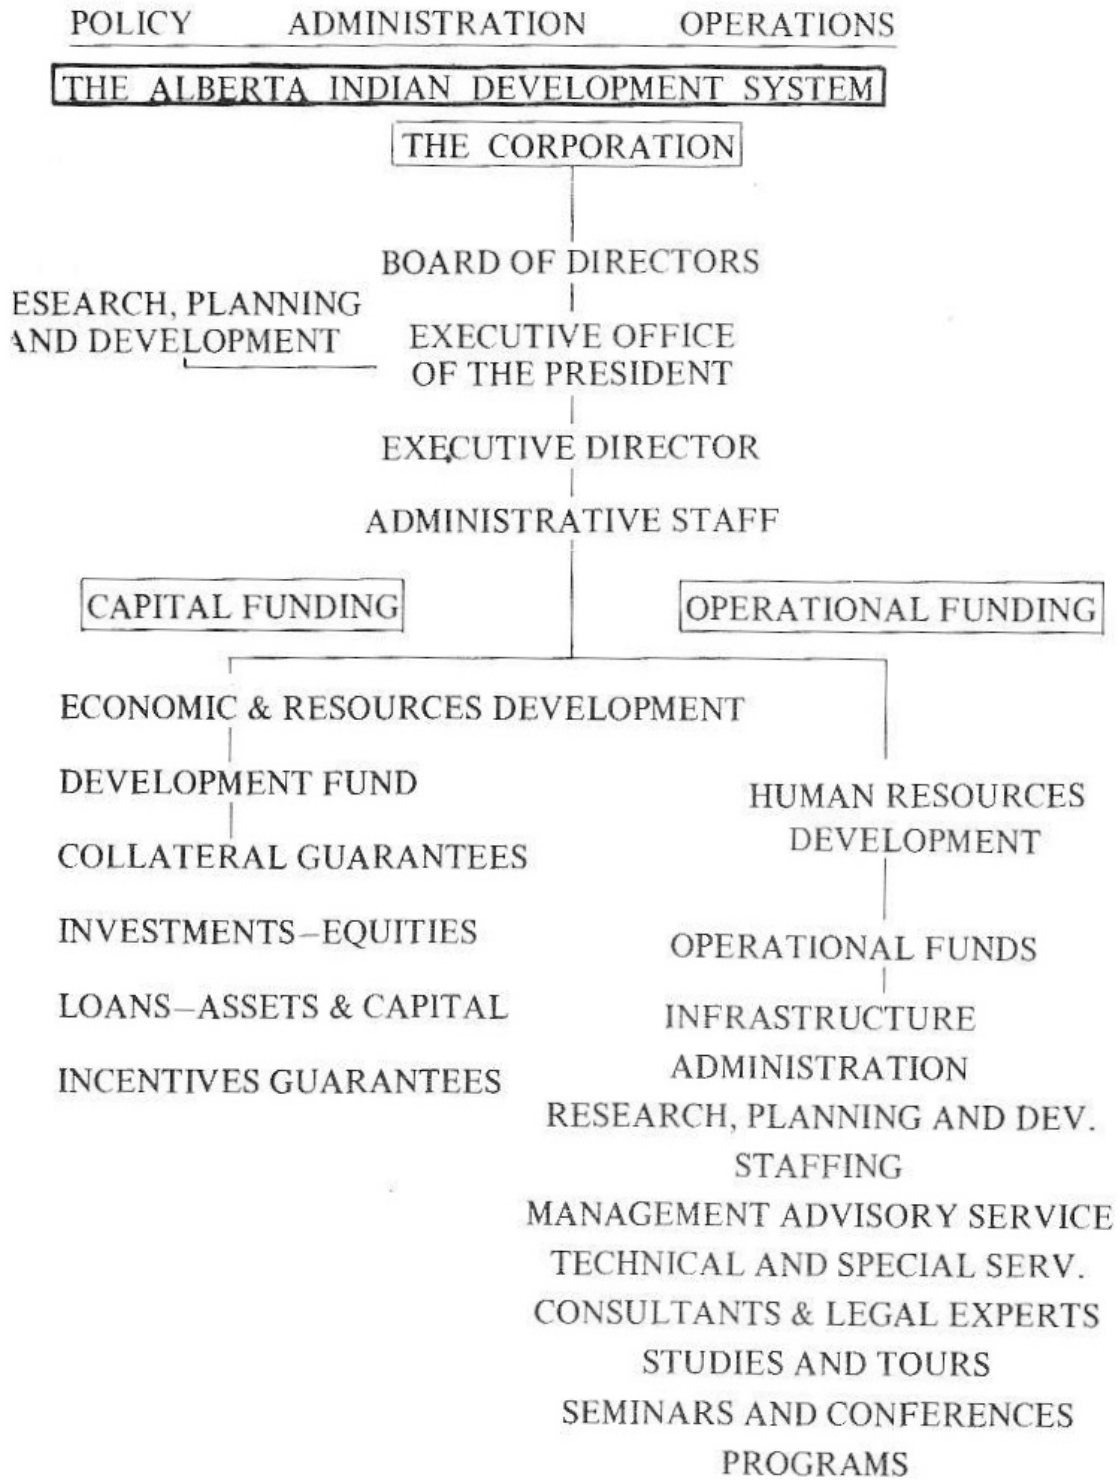 POLICY ADMINISTRATION OPERATIONS
THE ALBERTA INDIAN DEVELOPMENT SYSTEM
THE CORPORATION
BOARD OF DIRECTORS
ESEARCH, PLANNING
AND DEVELOPMENT
EXECUTIVE OFFICE
OF THE PRESIDENT
EXECUTIVE DIRECTOR
ADMINISTRATIVE STAFF
CAPITAL FUNDING
OPERATIONAL FUNDING
ECONOMIC & RESOURCES DEVELOPMENT
DEVELOPMENT FUND
COLLATERAL GUARANTEES
INVESTMENTS–EQUITIES
LOANS–ASSETS & CAPITAL
INCENTIVES GUARANTEES
HUMAN RESOURCES
DEVELOPMENT
OPERATIONAL FUNDS
INFRASTRUCTURE
ADMINISTRATION
RESEARCH, PLANNING AND DEV.
STAFFING
MANAGEMENT ADVISORY SERVICE
TECHNICAL AND SPECIAL SERV.
CONSULTANTS & LEGAL EXPERTS
STUDIES AND TOURS
SEMINARS AND CONFERENCES
PROGRAMS